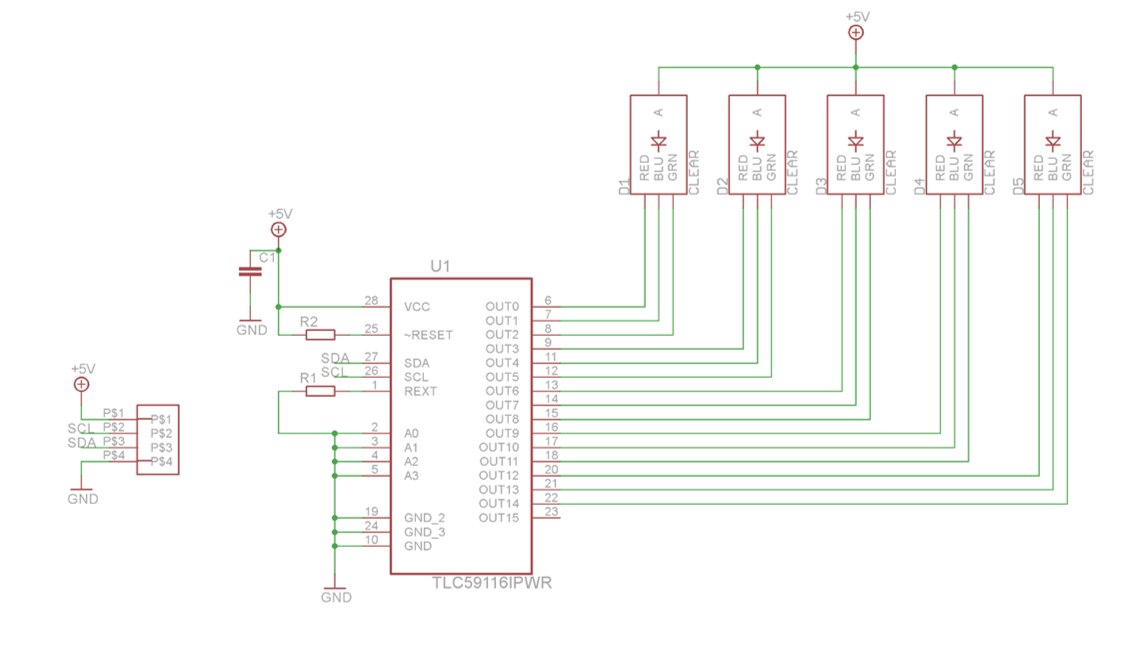 +5V
A
A
A
A
A
RED
BLU
GRN
CLEAR
D1
RED
BLU
GRN
CLEAR
D2
RED
BLU
GRN
CLEAR
D3
RED
BLU
GRN
CLEAR
D4
RED
BLU
GRN
CLEAR
D5
+5V
C1
GND
U1
28 VCC OUT0 6
OUT1 7
R2 25 ~RESET OUT2 8
OUT3 9
SDA 27 SDA OUT4 11
SCL 26 SCL OUT5 12
R1 1 REXT OUT6 13
OUT7 14
OUT8 15
2 A0 OUT9 16
3 A1 OUT10 17
4 A2 OUT11 18
5 A3 OUT12 20
OUT13 21
OUT14 22
19 GND_2 OUT15 23
24 GND_3
10 GND
TLC59116IPWR
GND
+5V
P$1 P$1
SCL P$2 P$2
SDA P$3 P$3
P$4 P$4
GND